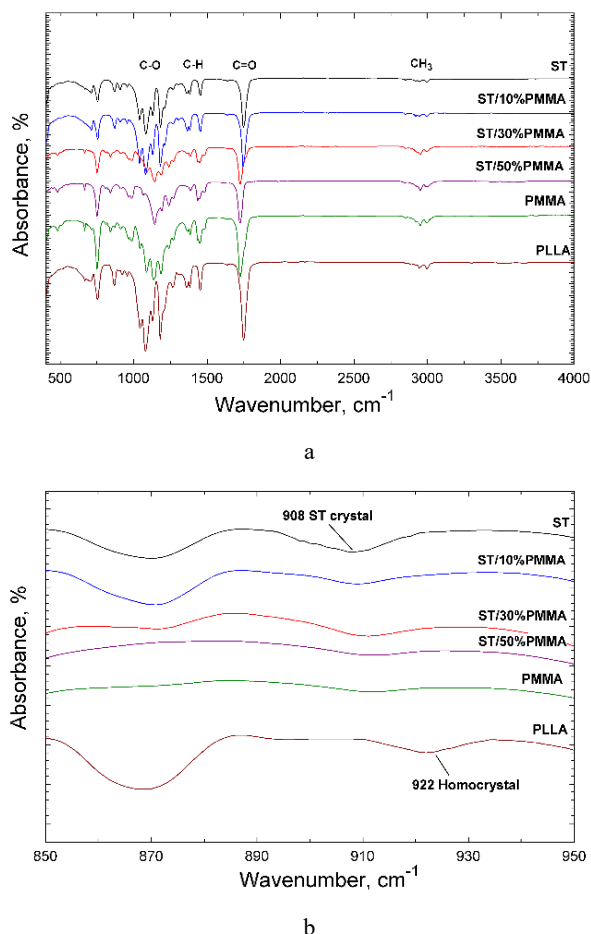 C-O C-H C=O CH3 ST
ST/10%PMMA
ST/30%PMMA
ST/50%PMMA
PMMA
PLLA
Absorbance, %
500 1000 1500 2000 2500 3000 3500 4000
Wavenumber, cm-1
a
908 ST crystal
ST
ST/10%PMMA
ST/30%PMMA
ST/50%PMMA
PMMA
PLLA
922 Homocrystal
Absorbance, %
850 870 890 910 930 950
Wavenumber, cm-1
b